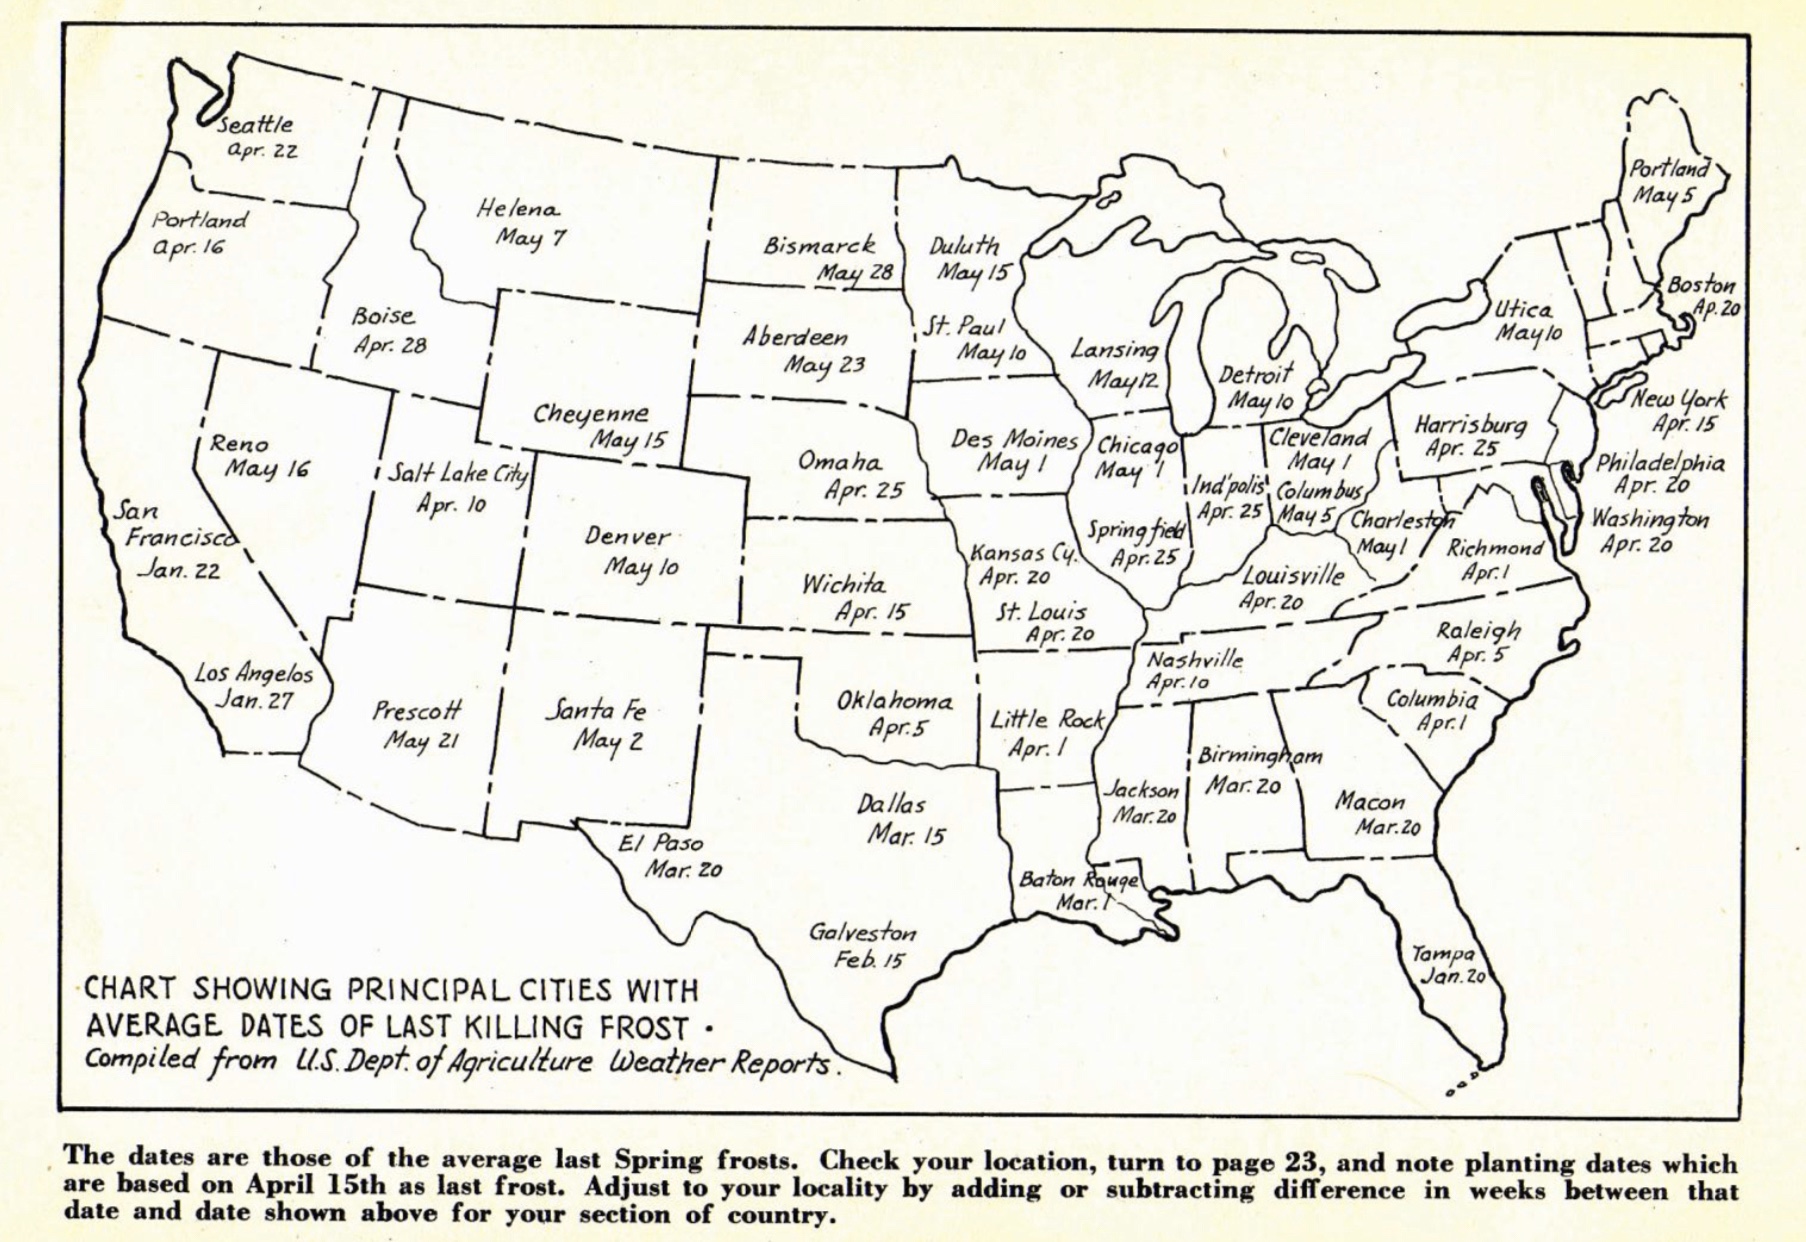 Seattle
Apr. 22
Portland
Apr. 16
Helena
May 7
Boise
Apr. 28
Bismarck
May 28
Aberdeen
May 23
Duluth
May 15
St. Paul
May 10
Lansing
May 12
Detroit
May 10
Portland
May 5
Boston
Ap. 20
Utica
May 10
New York
Apr. 15
Harrisburg
Apr. 25
Philadelphia
Apr. 20
Washington
Apr. 20
Reno
May 16
San
Francisco
Jan. 22
Salt Lake City
Apr. 10
Cheyenne
May 15
Denver
May 10
Omaha
Apr. 25
Des Moines
May 1
Chicago
May 1
Ind'polis
Apr. 25
Cleveland
May 1
Columbus
May 5
Charleston
May 1
Richmond
Apr. 1
Wichita
Apr. 15
Kansas Cy.
Apr. 20
St. Louis
Apr. 20
Springfield
Apr. 25
Louisville
Apr. 20
Raleigh
Apr. 5
Nashville
Apr. 10
Columbia
Apr. 1
Los Angelos
Jan. 27
Prescott
May 21
Santa Fe
May 2
Oklahoma
Apr. 5
Little Rock
Apr. 1
Jackson
Mar. 20
Birmingham
Mar. 20
Macon
Mar. 20
El Paso
Mar. 20
Dallas
Mar. 15
Galveston
Feb. 15
Baton Rouge
Mar. 1
Tampa
Jan. 20
CHART SHOWING PRINCIPAL CITIES WITH
AVERAGE DATES OF LAST KILLING FROST .
Compiled from U.S. Dept. of Agriculture Weather Reports.
The dates are those of the average last Spring frosts. Check your location, turn to page 23, and note planting dates which
are based on April 15th as last frost. Adjust to your locality by adding or subtracting difference in weeks between that
date and date shown above for your section of country.